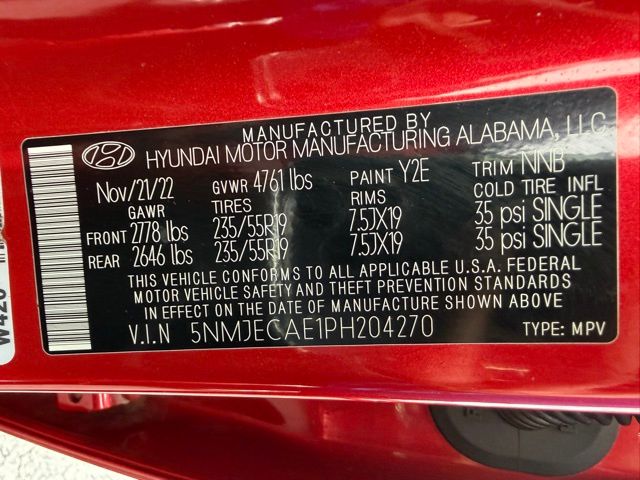 MANUFACTURED BY
HYUNDAI MOTOR MANUFACTURING ALABAMA, LLC
Nov/21/22 GVWR 4761 lbs PAINT Y2E TRIM NNB
GAWR TIRES RIMS COLD TIRE INFL
FRONT 2778 lbs 235/55R19 7.5JX19 35 psi SINGLE
REAR 2646 lbs 235/55R19 7.5JX19 35 psi SINGLE
THIS VEHICLE CONFORMS TO ALL APPLICABLE U.S.A. FEDERAL
MOTOR VEHICLE SAFETY AND THEFT PREVENTION STANDARDS
IN EFFECT ON THE DATE OF MANUFACTURE SHOWN ABOVE
V.I.N 5NMJECAE1PH204270 TYPE: MPV
W420